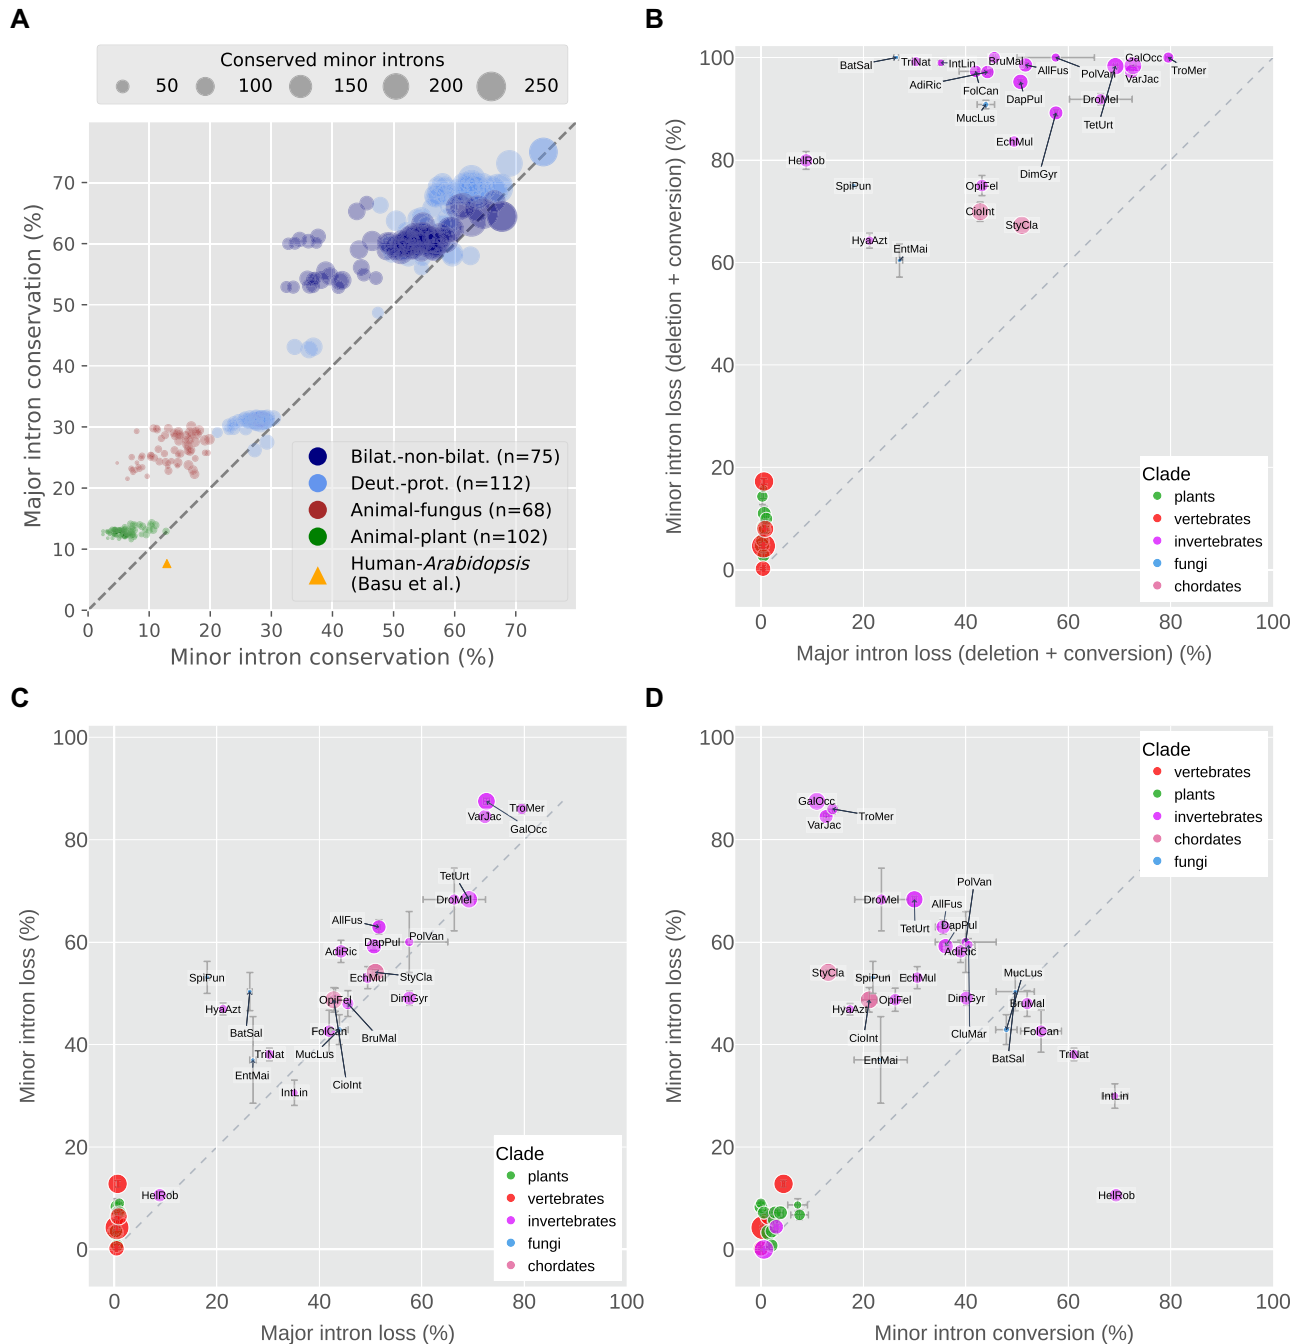 A
Conserved minor introns
50 100 150 200 250
Major intron conservation (%)
70
60
50
40
30
20
10
0
Bilat.-non-bilat. (n=75)
Deut.-prot. (n=112)
Animal-fungus (n=68)
Animal-plant (n=102)
Human-Arabidopsis
(Basu et al.)
0 10 20 30 40 50 60 70
Minor intron conservation (%)
B
Minor intron loss (deletion + conversion) (%)
100
80
60
40
20
0
BatSal
TriNat
IntLin
BruMal
AllFus
PolVan
GalOcc
TroMer
VarJac
AdiRic
FolCan
DapPul
DroMel
MucLus
TetUrt
EchMul
DimGyr
HelRob
SpiPun
OpiFel
CioInt
StyCla
HyaAzt
EntMai
Clade
plants
vertebrates
invertebrates
fungi
chordates
0 20 40 60 80 100
Major intron loss (deletion + conversion) (%)
C
Minor intron loss (%)
100
80
60
40
20
0
TroMer
VarJac
GalOcc
TetUrt
DroMel
AllFus
PolVan
DapPul
AdiRic
SpiPun
EchMul
StyCla
OpiFel
DimGyr
HyaAzt
BatSal
FolCan
BruMal
TriNat
MucLus
EntMai
CioInt
IntLin
HelRob
Clade
plants
vertebrates
invertebrates
fungi
chordates
0 20 40 60 80 100
Major intron loss (%)
D
Minor intron loss (%)
100
80
60
40
20
0
GalOcc
TroMer
VarJac
PolVan
DroMel
AllFus
TetUrt
DapPul
AdiRic
StyCla
SpiPun
EchMul
MucLus
HyaAzt
OpiFel
DimGyr
BruMal
CioInt
CluMar
FolCan
EntMai
BatSal
TriNat
IntLin
HelRob
Clade
vertebrates
plants
invertebrates
chordates
fungi
0 20 40 60 80 100
Minor intron conversion (%)